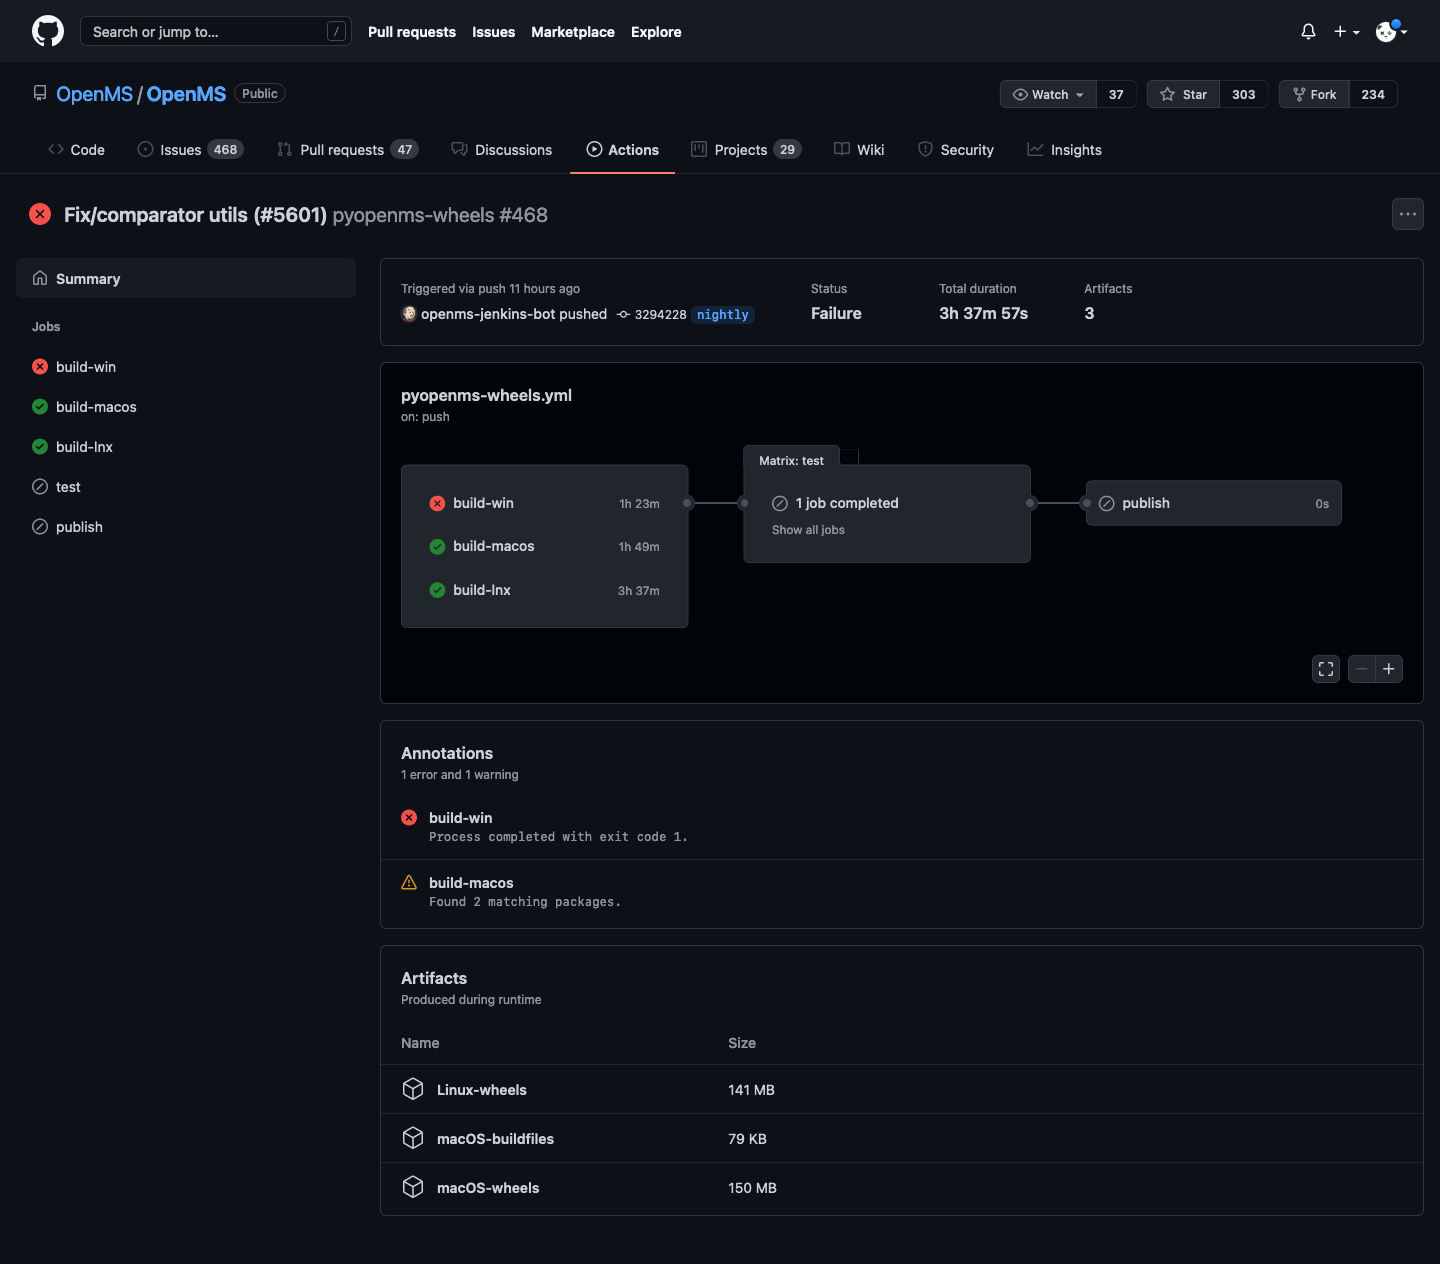 Search or jump to... /
Pull requests Issues Marketplace Explore
OpenMS / OpenMS Public
Watch 37 Star 303 Fork 234
Code Issues 468 Pull requests 47 Discussions Actions Projects 29 Wiki Security Insights
Fix/comparator utils (#5601) pyopenms-wheels #468
Summary
Jobs
build-win
build-macos
build-lnx
test
publish
Triggered via push 11 hours ago
openms-jenkins-bot pushed 3294228 nightly
Status
Failure
Total duration
3h 37m 57s
Artifacts
3
pyopenms-wheels.yml
on: push
build-win 1h 23m
build-macos 1h 49m
build-lnx 3h 37m
Matrix: test
1 job completed
Show all jobs
publish 0s
Annotations
1 error and 1 warning
build-win
Process completed with exit code 1.
build-macos
Found 2 matching packages.
Artifacts
Produced during runtime
Name Size
Linux-wheels 141 MB
macOS-buildfiles 79 KB
macOS-wheels 150 MB